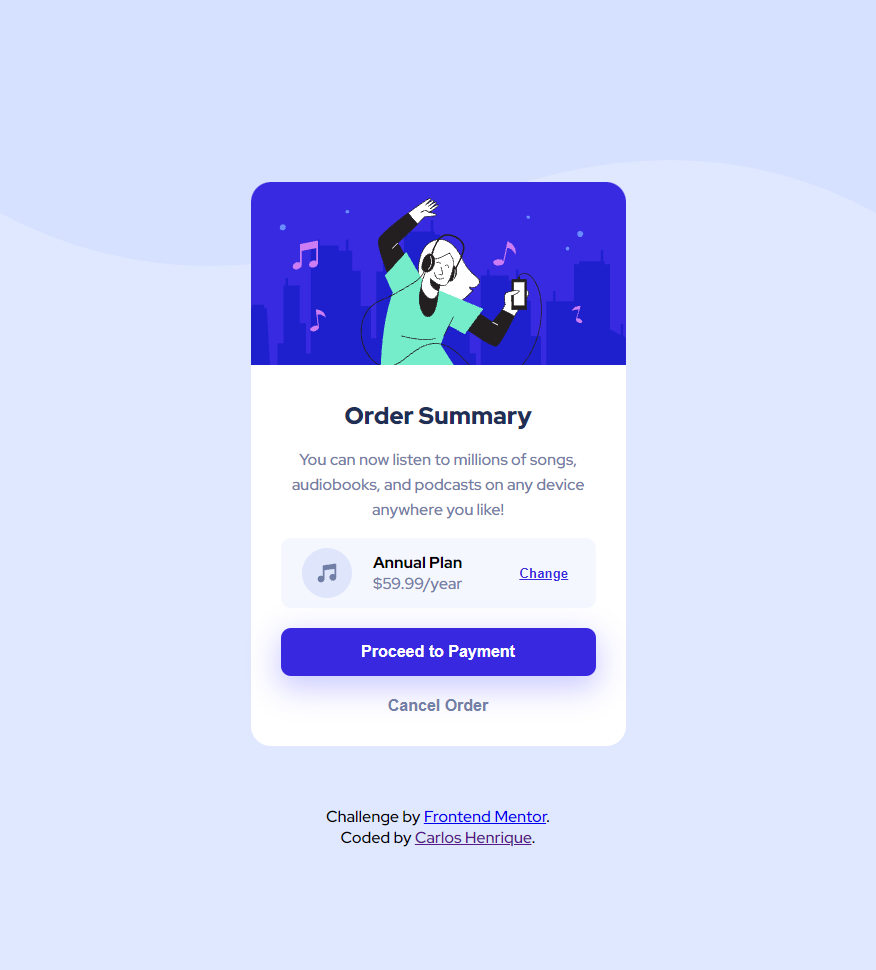 Order Summary
You can now listen to millions of songs,
audiobooks, and podcasts on any device
anywhere you like!
Annual Plan
$59.99/year
Change
Proceed to Payment
Cancel Order
Challenge by Frontend Mentor.
Coded by Carlos Henrique.